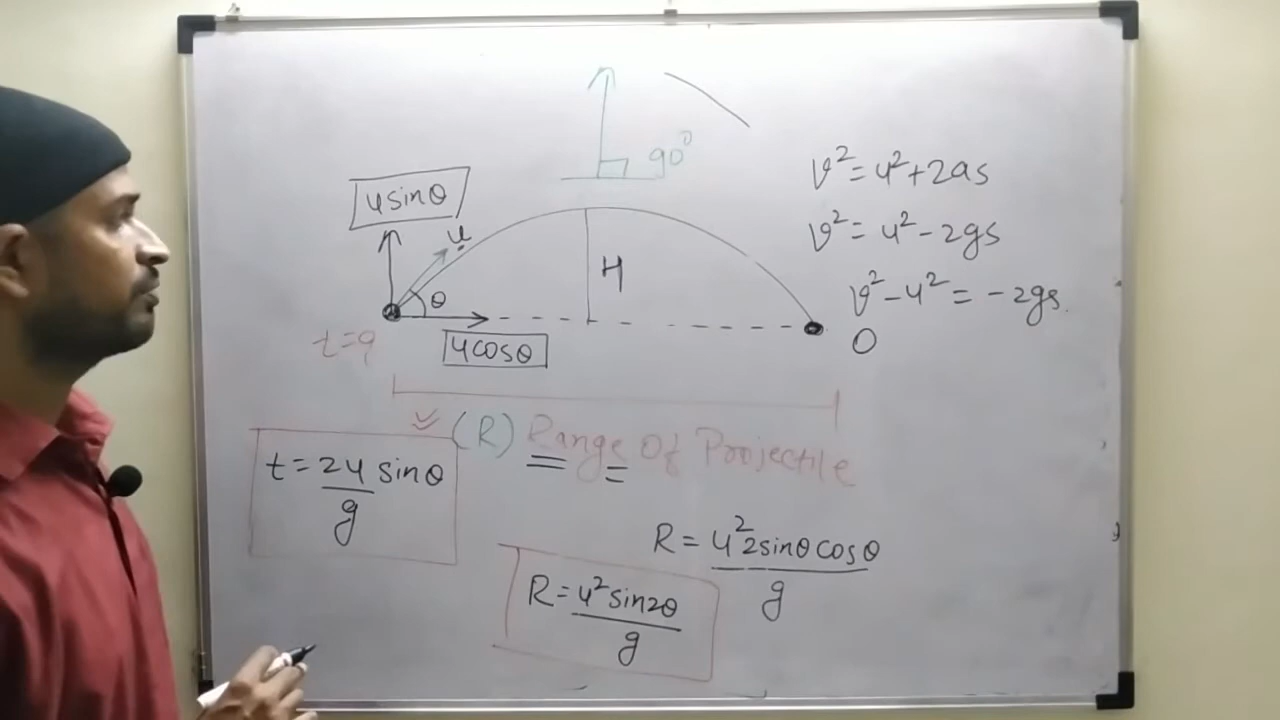 90°
v² = u² + 2as
u sinθ
u
v² = u² - 2gs
H
v² - u² = -2gs.
θ
t=9
u cosθ
O
(R) Range Of Projectile
t = 2u sinθ / g
R = u² 2sinθ cosθ / g
R = u² sin2θ / g